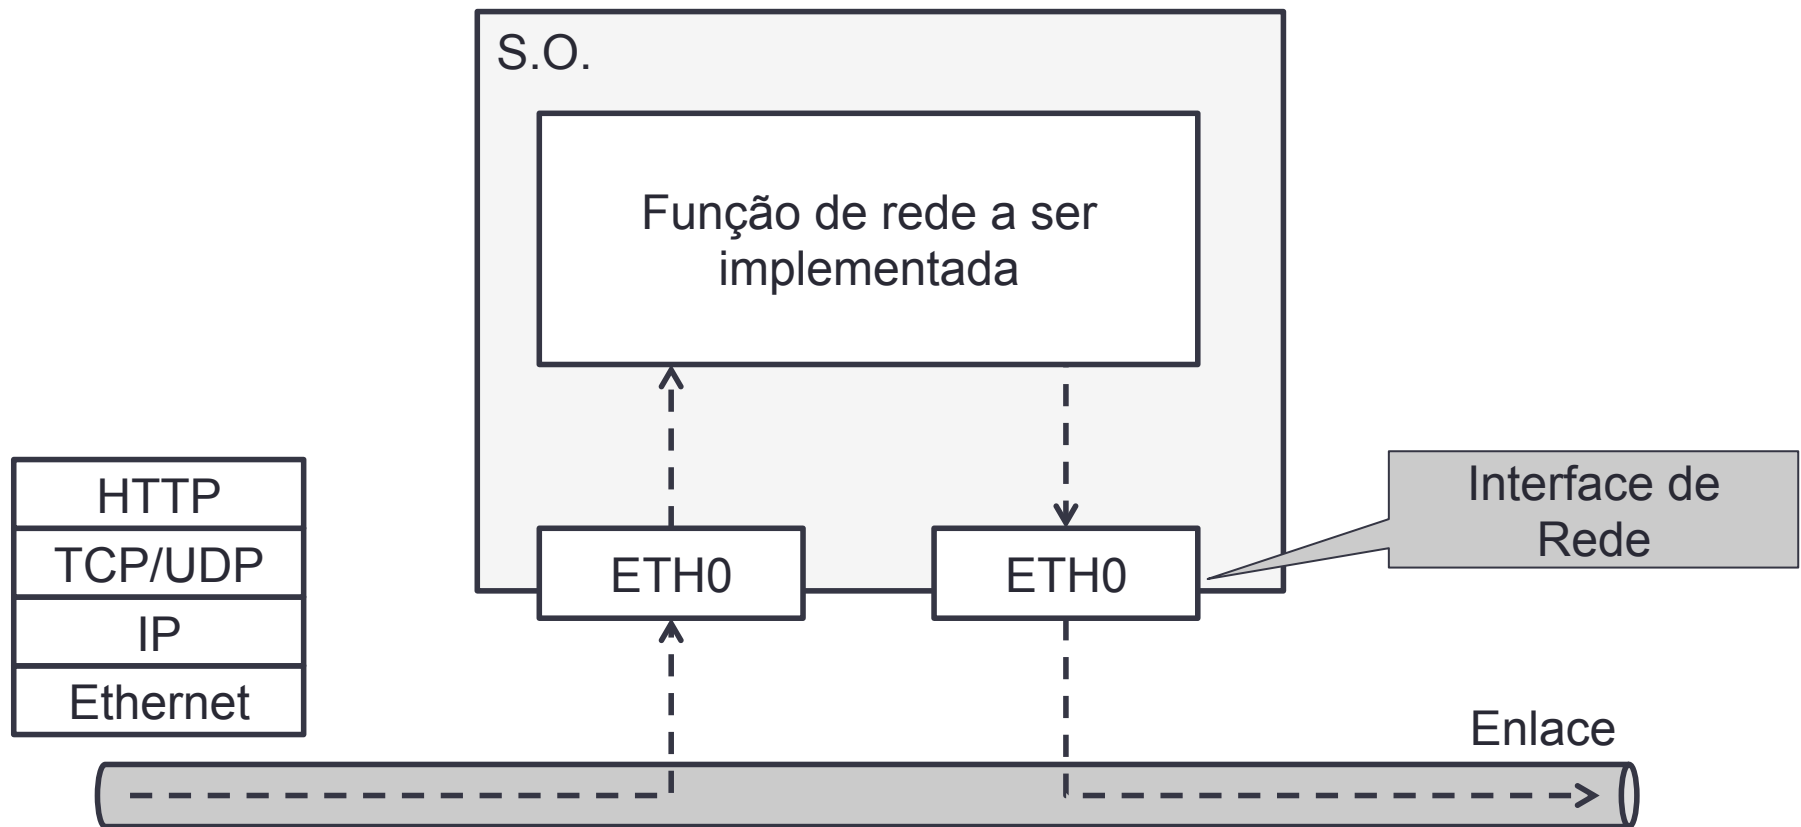 S.O.
Função de rede a ser
implementada
HTTP
TCP/UDP
IP
Ethernet
ETH0
ETH0
Interface de
Rede
Enlace